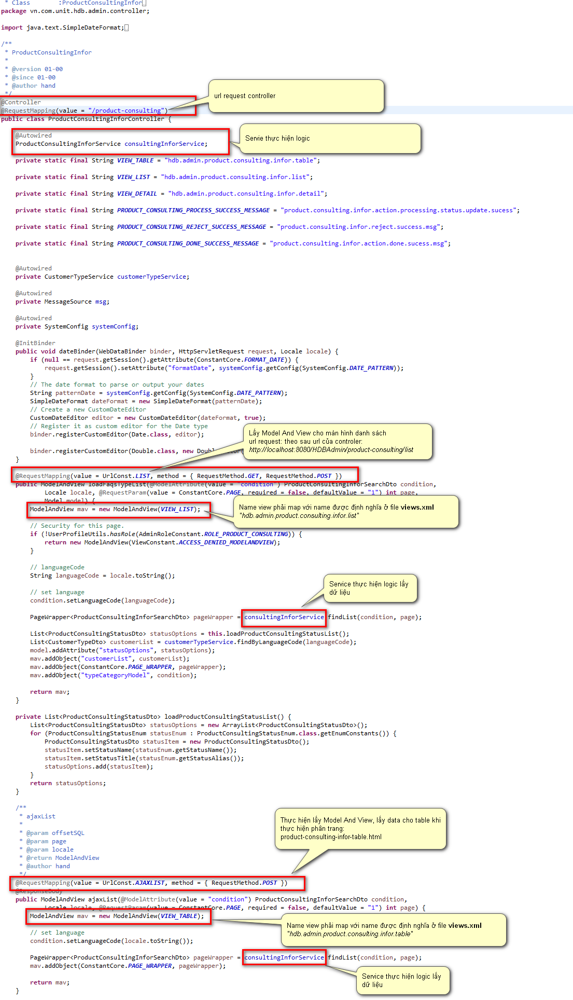 * Class        :ProductConsultingInfor
package vn.com.unit.hdb.admin.controller;
import java.text.SimpleDateFormat;
/**
* ProductConsultingInfor
*
* @version 01-00
* @since 01-00
* @author hand
*/
@Controller
@RequestMapping(value = "/product-consulting")
url request controller
public class ProductConsultingInforController {
@Autowired
ProductConsultingInforService consultingInforService;
Servie thực hiện logic
private static final String VIEW_TABLE = "hdb.admin.product.consulting.infor.table";
private static final String VIEW_LIST = "hdb.admin.product.consulting.infor.list";
private static final String VIEW_DETAIL = "hdb.admin.product.consulting.infor.detail";
private static final String PRODUCT_CONSULTING_PROCESS_SUCCESS_MESSAGE = "product.consulting.infor.action.processing.status.update.sucess";
private static final String PRODUCT_CONSULTING_REJECT_SUCCESS_MESSAGE = "product.consulting.infor.reject.success.msg";
private static final String PRODUCT_CONSULTING_DONE_SUCCESS_MESSAGE = "product.consulting.infor.action.done.sucess.msg";
@Autowired
private CustomerTypeService customerTypeService;
@Autowired
private MessageSource msg;
@Autowired
private SystemConfig systemConfig;
@InitBinder
public void dateBinder(WebDataBinder binder, HttpServletRequest request, Locale locale) {
if (null == request.getSession().getAttribute(ConstantCore.FORMAT_DATE)) {
request.getSession().setAttribute("formatDate", systemConfig.getConfig(SystemConfig.DATE_PATTERN));
}
// The date format to parse or output your dates
String patternDate = systemConfig.getConfig(SystemConfig.DATE_PATTERN);
SimpleDateFormat dateFormat = new SimpleDateFormat(patternDate);
// Create a new CustomDateEditor
CustomDateEditor editor = new CustomDateEditor(dateFormat, true);
// Register it as custom editor for the Date type
binder.registerCustomEditor(Date.class, editor);
binder.registerCustomEditor(Double.class, new Doub
}
Lấy Model And View cho màn hình danh sách
url request: theo sau url của controler:
http://localhost:8080/HDBAdmin/product-consulting/list
@RequestMapping(value = UrlConst.LIST, method = { RequestMethod.GET, RequestMethod.POST })
public ModelAndView loadFaqsTypeList(@ModelAttribute(value = "condition") ProductConsultingInforSearchDto condition,
Locale locale, @RequestParam(value = ConstantCore.PAGE, required = false, defaultValue = "1") int page,
Model model) {
ModelAndView mav = new ModelAndView(VIEW_LIST);
Name view phải map với name được định nghĩa ở file views.xml
"hdb.admin.product.consulting.infor.list"
// Security for this page.
if (!UserProfileUtils.hasRole(AdminRoleConstant.ROLE_PRODUCT_CONSULTING)) {
return new ModelAndView(ViewConstant.ACCESS_DENIED_MODELANDVIEW);
}
// languageCode
String languageCode = locale.toString();
// set language
condition.setLanguageCode(languageCode);
Service thực hiện logic lấy
dữ liệu
PageWrapper<ProductConsultingInforSearchDto> pageWrapper = consultingInforService findList(condition, page);
List<ProductConsultingStatusDto> statusOptions = this.loadProductConsultingStatusList();
List<CustomerTypeDto> customerList = customerTypeService.findByLanguageCode(languageCode);
model.addAttribute("statusOptions", statusOptions);
mav.addObject("customerList", customerList);
mav.addObject(ConstantCore.PAGE_WRAPPER, pageWrapper);
mav.addObject("typeCategoryModel", condition);
return mav;
}
private List<ProductConsultingStatusDto> loadProductConsultingStatusList() {
List<ProductConsultingStatusDto> statusOptions = new ArrayList<ProductConsultingStatusDto>();
for (ProductConsultingStatusEnum statusEnum : ProductConsultingStatusEnum.class.getEnumConstants()) {
ProductConsultingStatusDto statusItem = new ProductConsultingStatusDto();
statusItem.setStatusName(statusEnum.getStatusName());
statusItem.setStatusTitle(statusEnum.getStatusAlias());
statusOptions.add(statusItem);
}
return statusOptions;
}
/**
* ajaxList
*
* @param offsetSQL
* @param page
* @param locale
* @return ModelAndView
* @author hand
*/
Thực hiện lấy Model And View, lấy data cho table khi
thực hiện phân trang:
product-consulting-infor-table.html
@RequestMapping(value = UrlConst.AJAXLIST, method = { RequestMethod.POST })
@ResponseBody
public ModelAndView ajaxList(@ModelAttribute(value = "condition") ProductConsultingInforSearchDto condition,
Locale locale, @RequestParam(value = ConstantCore.PAGE, required = false, defaultValue = "1") int page) {
ModelAndView mav = new ModelAndView(VIEW_TABLE);
Name view phải map với name được định nghĩa ở file views.xml
"hdb.admin.product.consulting.infor.table"
// set language
condition.setLanguageCode(locale.toString());
PageWrapper<ProductConsultingInforSearchDto> pageWrapper = consultingInforService findList(condition, page);
mav.addObject(ConstantCore.PAGE_WRAPPER, pageWrapper);
Service thực hiện logic lấy
dữ liệu
return mav;
}